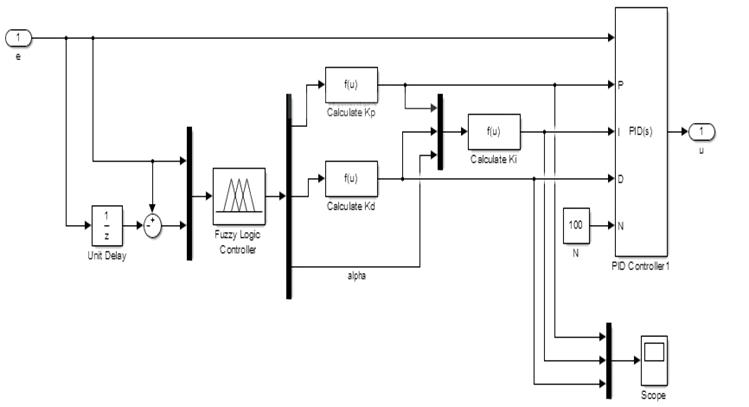 1
e
1
z
Unit Delay
- +
Fuzzy Logic
Controller
f(u)
Calculate Kp
f(u)
Calculate Kd
alpha
f(u)
Calculate Ki
100
N
P
I
D
N
PID(s)
PID Controller1
1
u
Scope